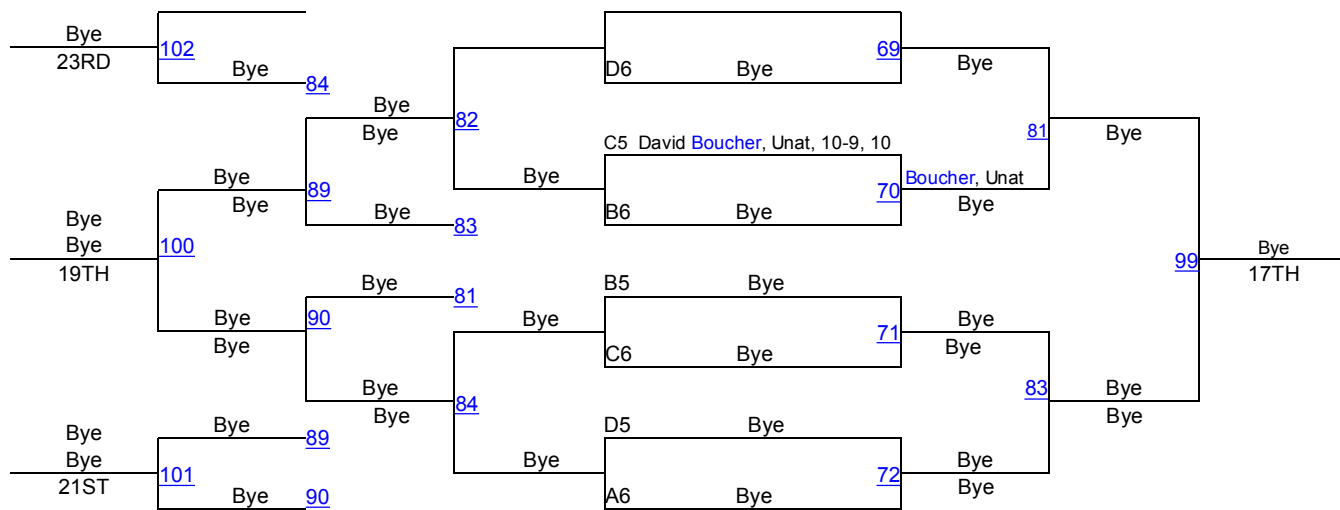 Bye
23RD
102
Bye
84
Bye
Bye
82
D6 Bye
69
Bye
81
Bye
C5 David Boucher, Unat, 10-9, 10
Bye
Bye
89
Bye
83
Bye
B6 Bye
70
Boucher, Unat
Bye
Bye
Bye
19TH
100
Bye
Bye
90
Bye
81
Bye
B5 Bye
C6 Bye
71
Bye
Bye
99
Bye
17TH
Bye
Bye
84
83
Bye
Bye
Bye
Bye
21ST
101
Bye
89
Bye
90
Bye
D5 Bye
A6 Bye
72
Bye
Bye